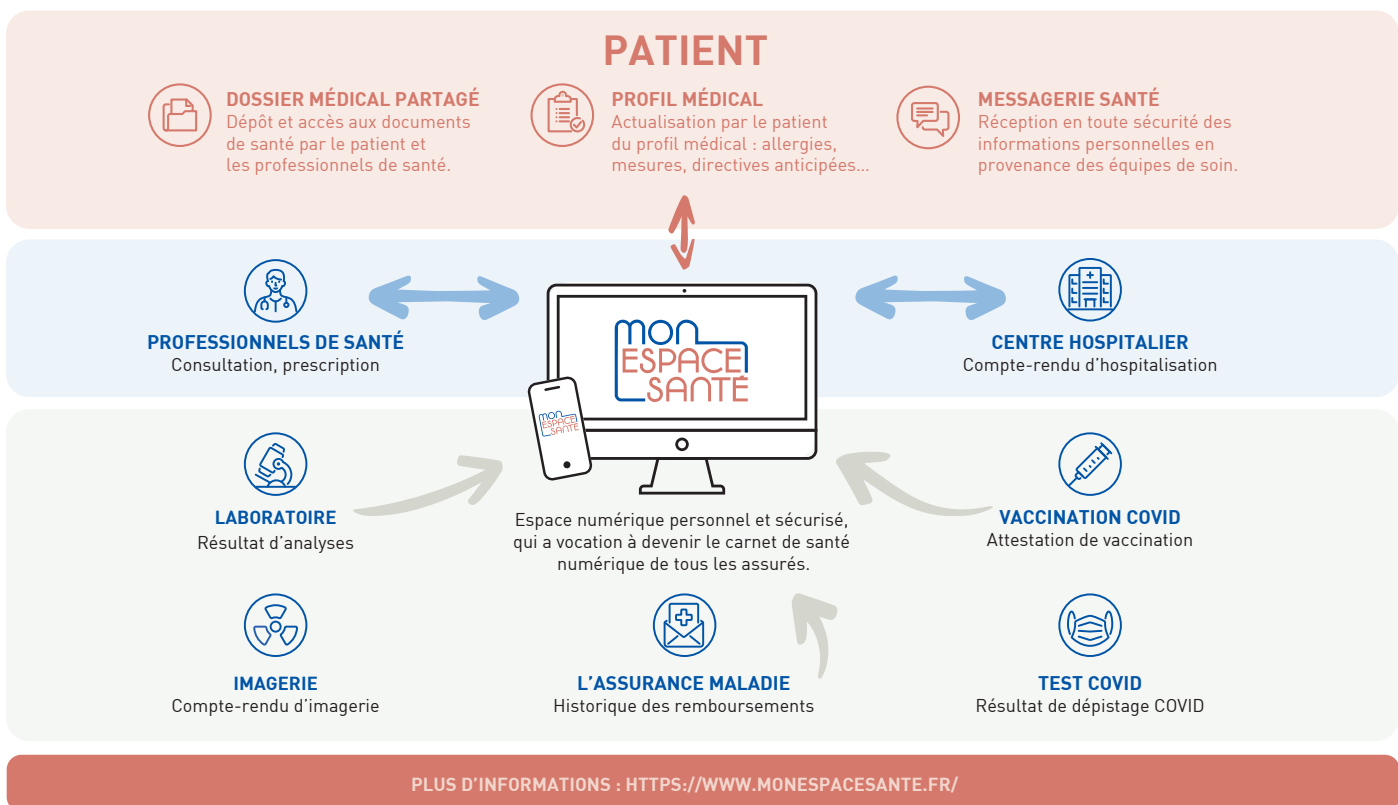 PATIENT
DOSSIER MÉDICAL PARTAGÉ
Dépôt et accès aux documents
de santé par le patient et
les professionnels de santé.
PROFIL MÉDICAL
Actualisation par le patient
du profil médical : allergies,
mesures, directives anticipées...
MESSAGERIE SANTÉ
Réception en toute sécurité des
informations personnelles en
provenance des équipes de soin.
PROFESSIONNELS DE SANTÉ
Consultation, prescription
mon
ESPACE
SANTÉ
mon
ESPACE
SANTÉ
CENTRE HOSPITALIER
Compte-rendu d’hospitalisation
LABORATOIRE
Résultat d’analyses
Espace numérique personnel et sécurisé,
qui a vocation à devenir le carnet de santé
numérique de tous les assurés.
VACCINATION COVID
Attestation de vaccination
IMAGERIE
Compte-rendu d’imagerie
L’ASSURANCE MALADIE
Historique des remboursements
TEST COVID
Résultat de dépistage COVID
PLUS D’INFORMATIONS : HTTPS://WWW.MONESPACESANTE.FR/